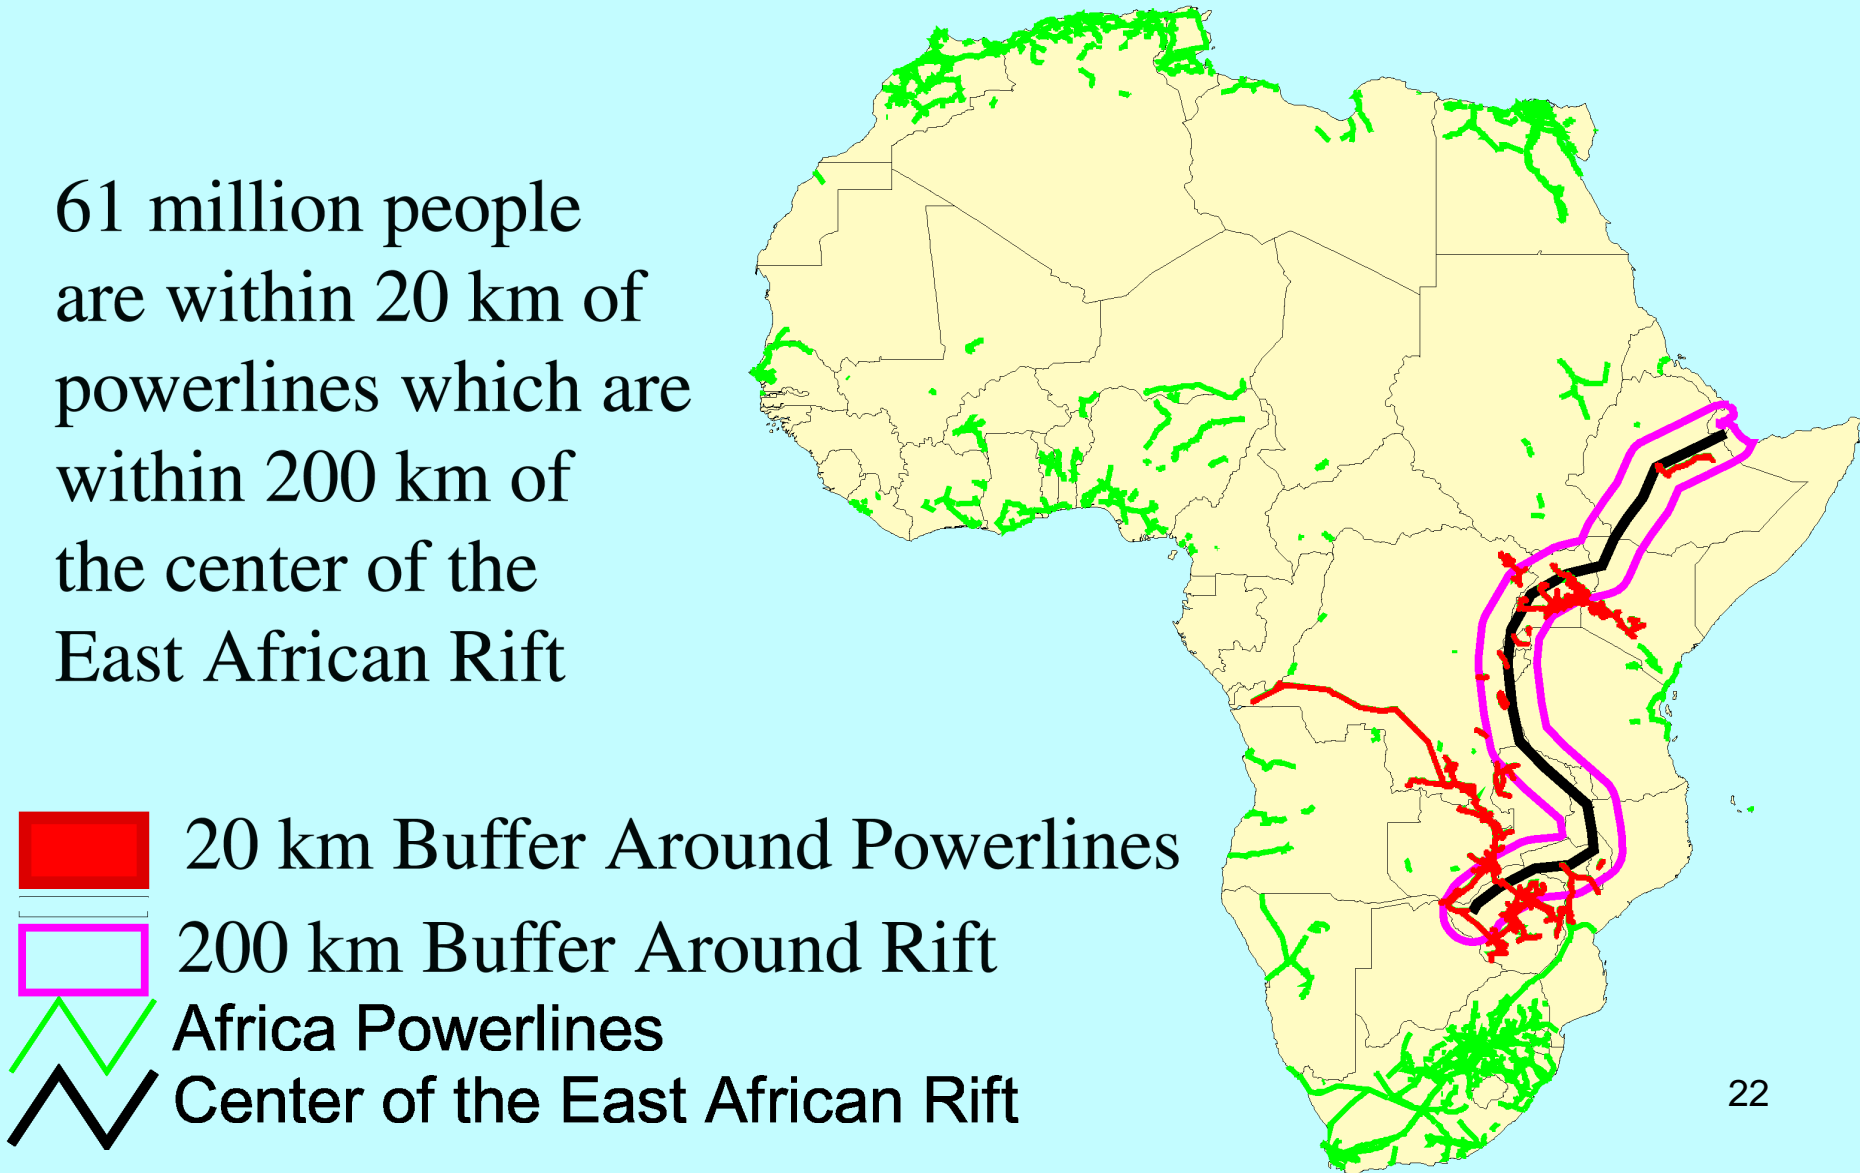 61 million people
are within 20 km of
powerlines which are
within 200 km of
the center of the
East African Rift
20 km Buffer Around Powerlines
200 km Buffer Around Rift
Africa Powerlines
Center of the East African Rift
22